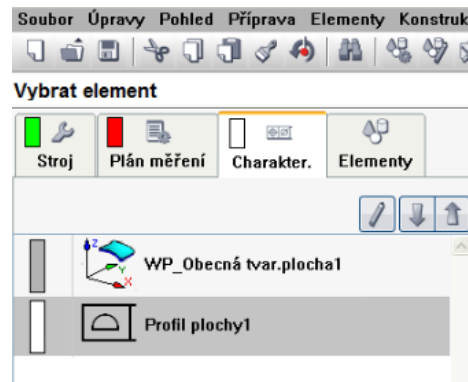 Soubor Úpravy Pohled Příprava Elementy Konstruk
Vybrat element
Stroj Plán měření Charakter. Elementy
WP_Obecná tvar.plocha1
Profil plochy1